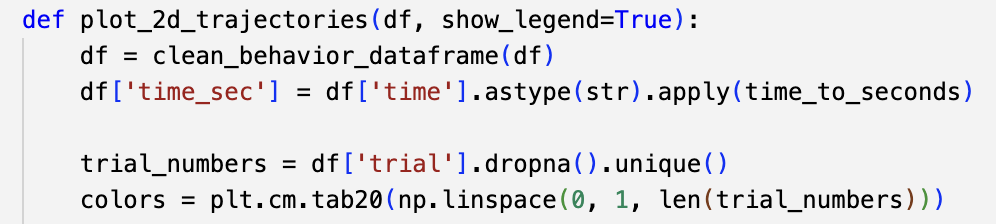 def plot_2d_trajectories(df, show_legend=True):
    df = clean_behavior_dataframe(df)
    df['time_sec'] = df['time'].astype(str).apply(time_to_seconds)

    trial_numbers = df['trial'].dropna().unique()
    colors = plt.cm.tab20(np.linspace(0, 1, len(trial_numbers)))